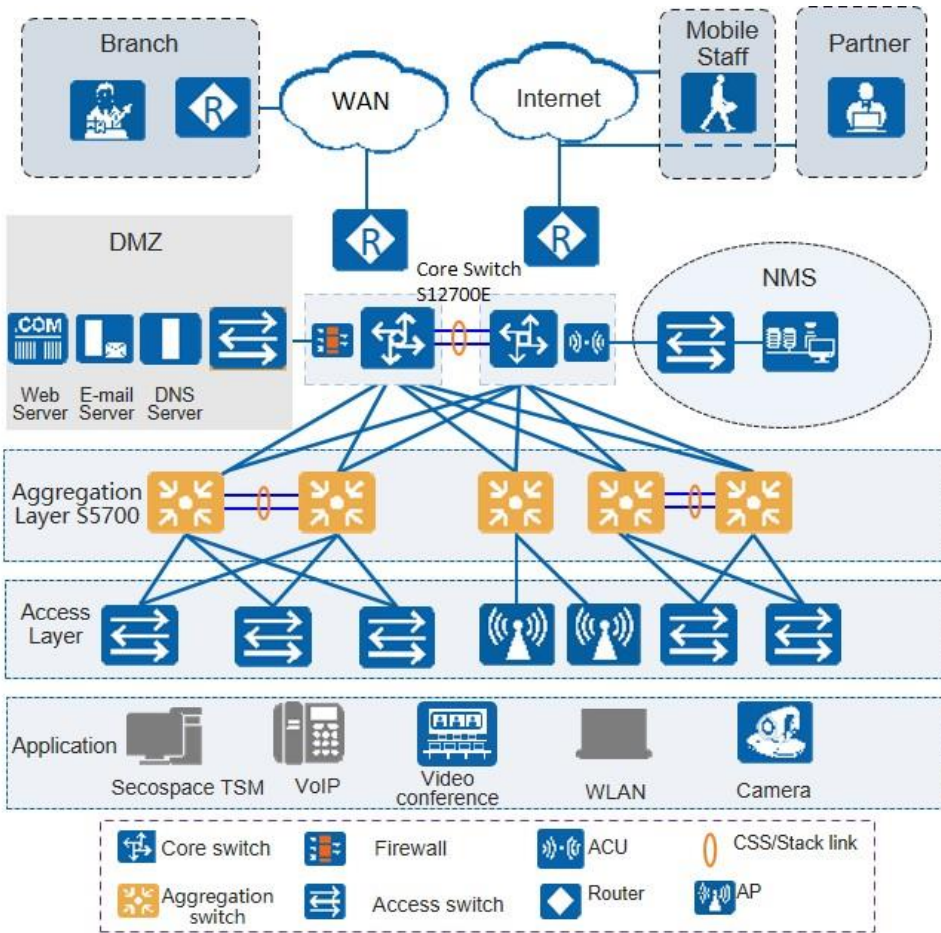 Branch
WAN
Internet
Mobile
Staff
Partner
R
R
R
DMZ
Core Switch
S12700E
NMS
.COM
Web
Server
E-mail
Server
DNS
Server
Aggregation
Layer S5700
Access
Layer
Application
Secospace TSM
VoIP
Video
conference
WLAN
Camera
Core switch
Firewall
ACU
CSS/Stack link
Aggregation
switch
Access switch
Router
AP